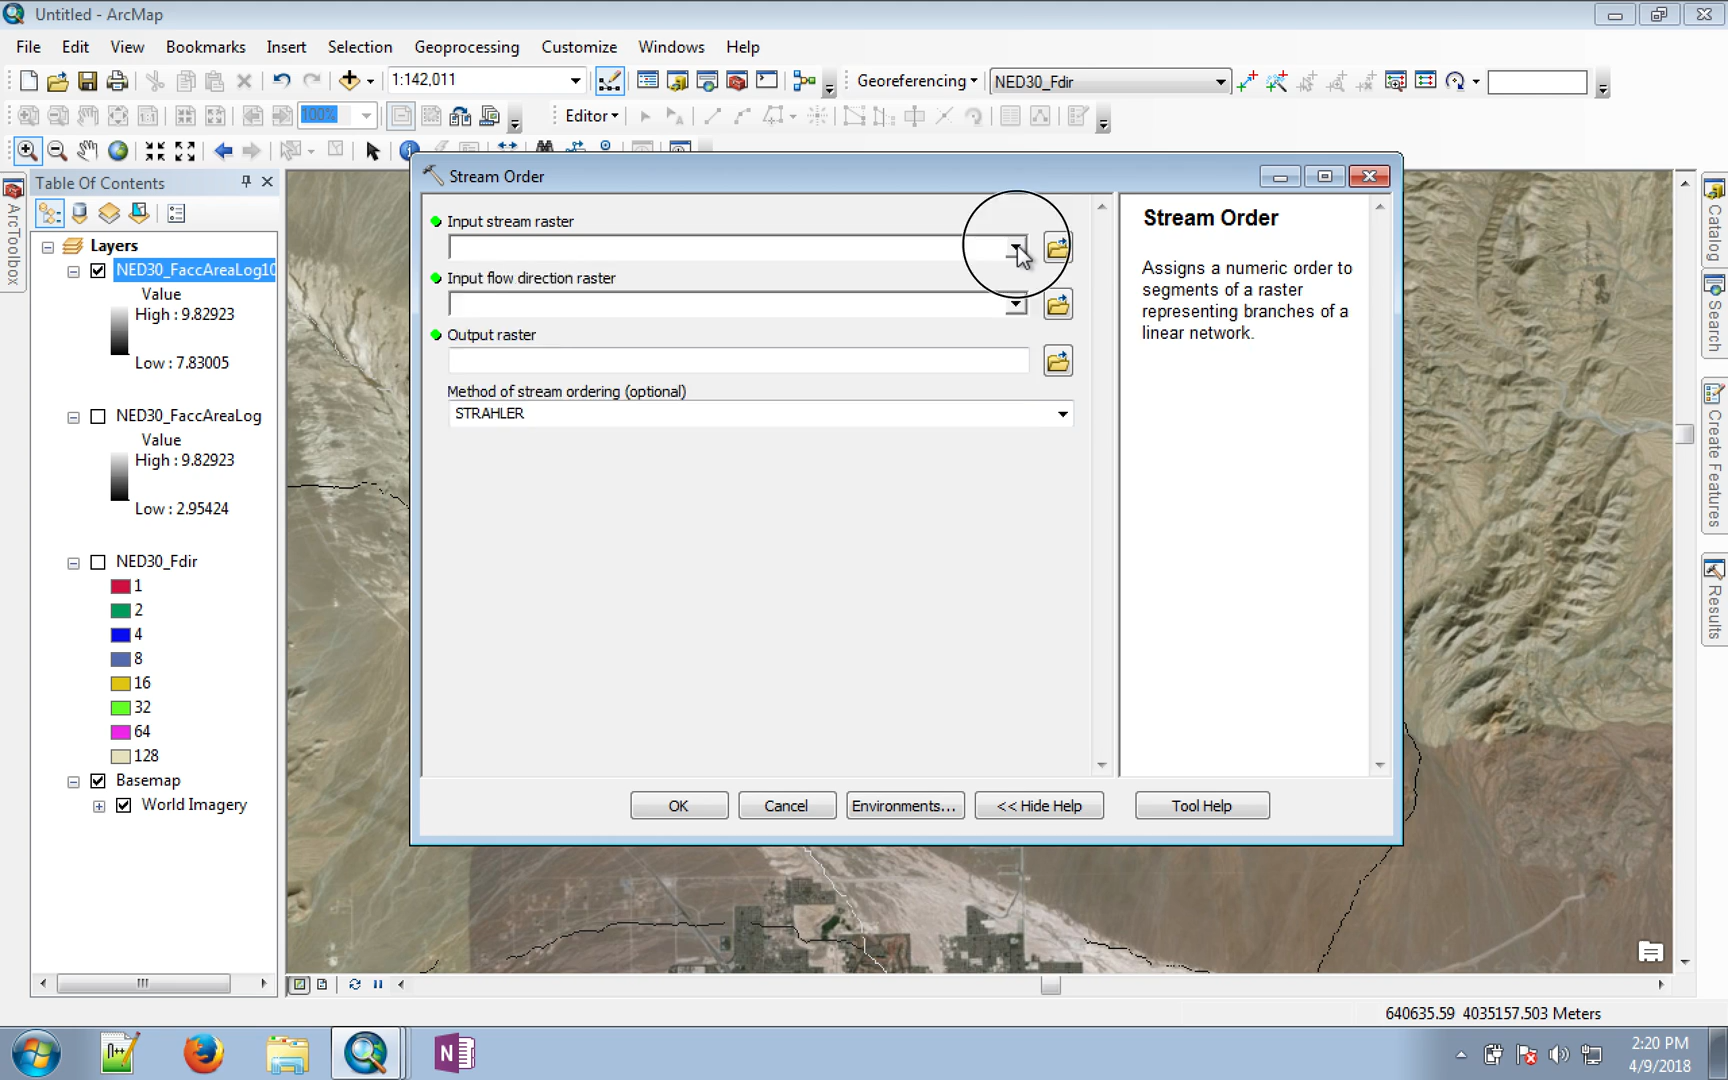 Untitled - ArcMap
File Edit View Bookmarks Insert Selection Geoprocessing Customize Windows Help
1:142,011 Georeferencing NED30_Fdir
100% Editor
Table Of Contents
Stream Order
Layers
NED30_FaccAreaLog10
Value
High : 9.82923
Low : 7.83005
NED30_FaccAreaLog
Value
High : 9.82923
Low : 2.95424
NED30_Fdir
1
2
4
8
16
32
64
128
Basemap
World Imagery
Input stream raster
Input flow direction raster
Output raster
Method of stream ordering (optional)
STRAHLER
Stream Order
Assigns a numeric order to
segments of a raster
representing branches of a
linear network.
OK Cancel Environments... << Hide Help Tool Help
ArcToolbox
Catalog
Search
Create Features
Results
640635.59 4035157.503 Meters
2:20 PM
4/9/2018